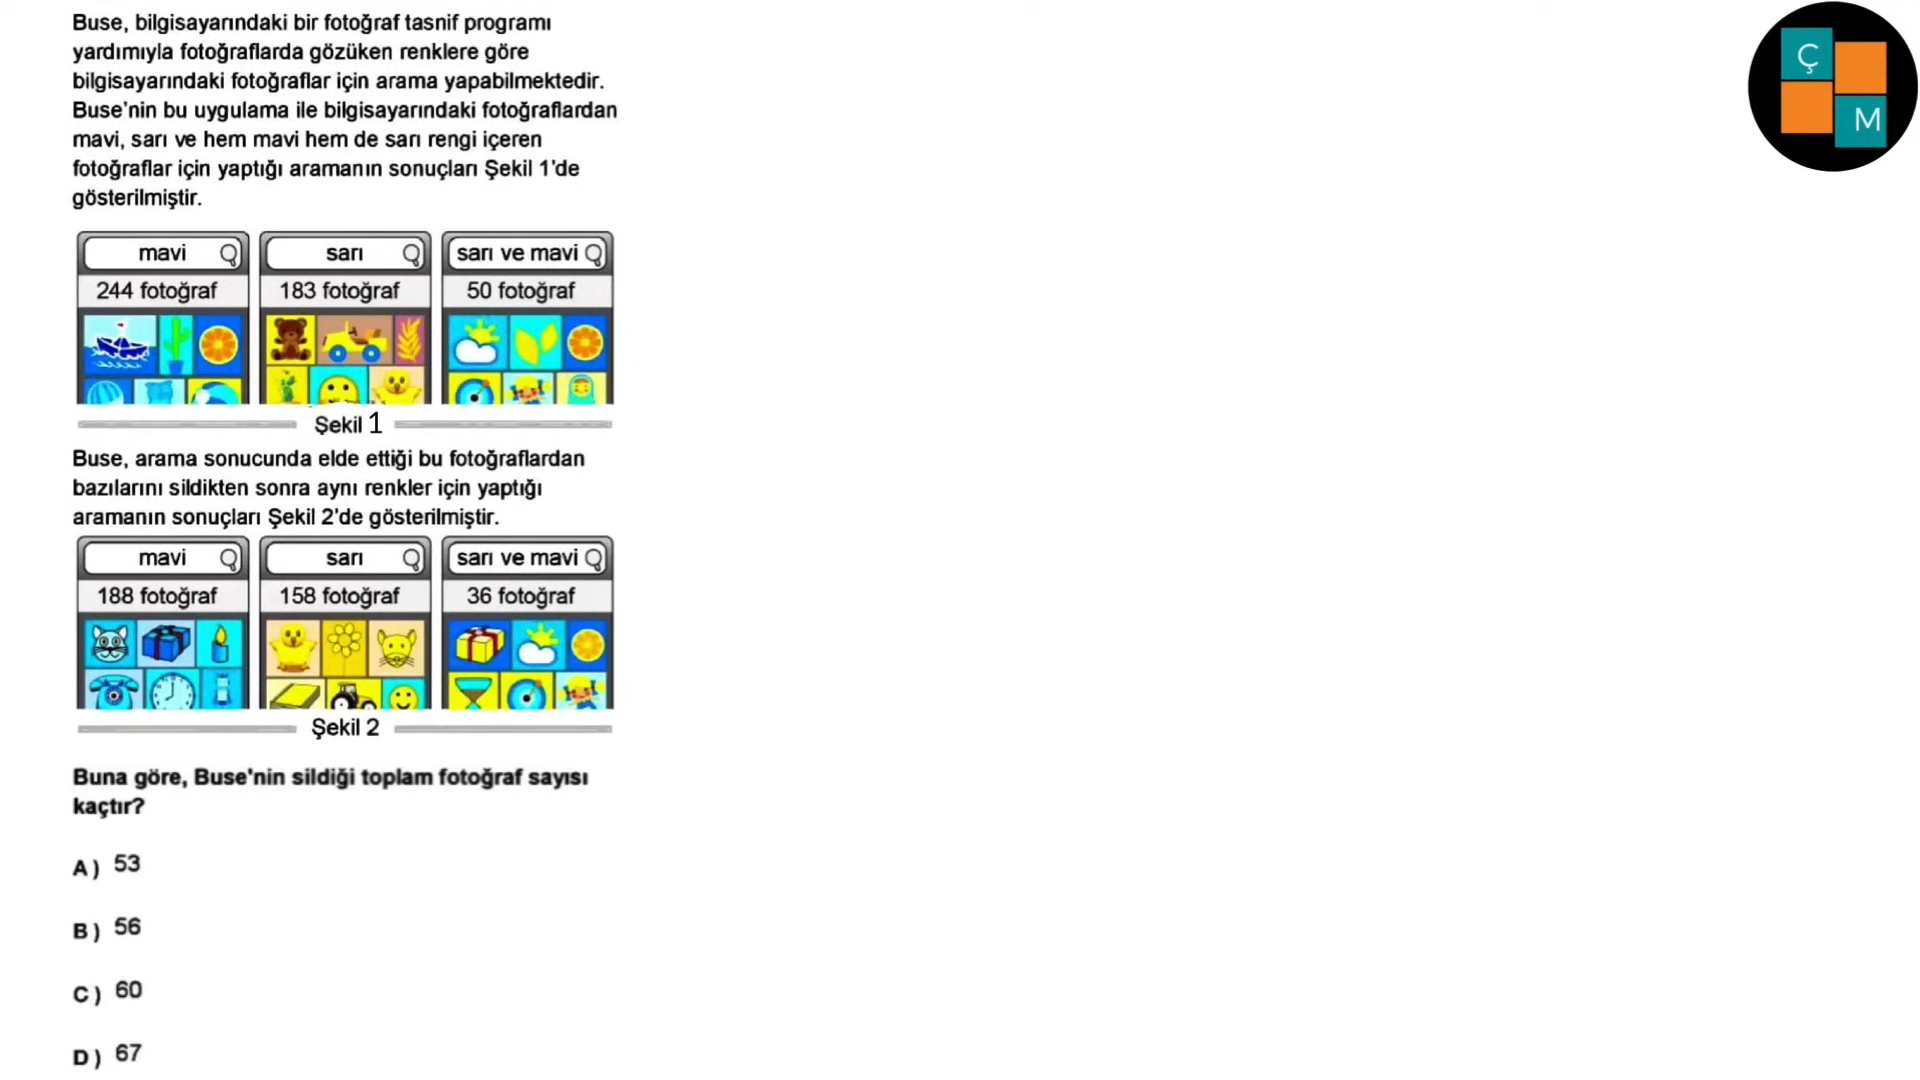 Buse, bilgisayarındaki bir fotoğraf tasnif programı
yardımıyla fotoğraflarda gözüken renklere göre
bilgisayarındaki fotoğraflar için arama yapabilmektedir.
Buse'nin bu uygulama ile bilgisayarındaki fotoğraflardan
mavi, sarı ve hem mavi hem de sarı rengi içeren
fotoğraflar için yaptığı aramanın sonuçları Şekil 1'de
gösterilmiştir.
mavi
sarı
sarı ve mavi
244 fotoğraf
183 fotoğraf
50 fotoğraf
Şekil 1
Buse, arama sonucunda elde ettiği bu fotoğraflardan
bazılarını sildikten sonra aynı renkler için yaptığı
aramanın sonuçları Şekil 2'de gösterilmiştir.
mavi
sarı
sarı ve mavi
188 fotoğraf
158 fotoğraf
36 fotoğraf
Şekil 2
Buna göre, Buse'nin sildiği toplam fotoğraf sayısı
kaçtır?
A) 53
B) 56
C) 60
D) 67
Ç
M